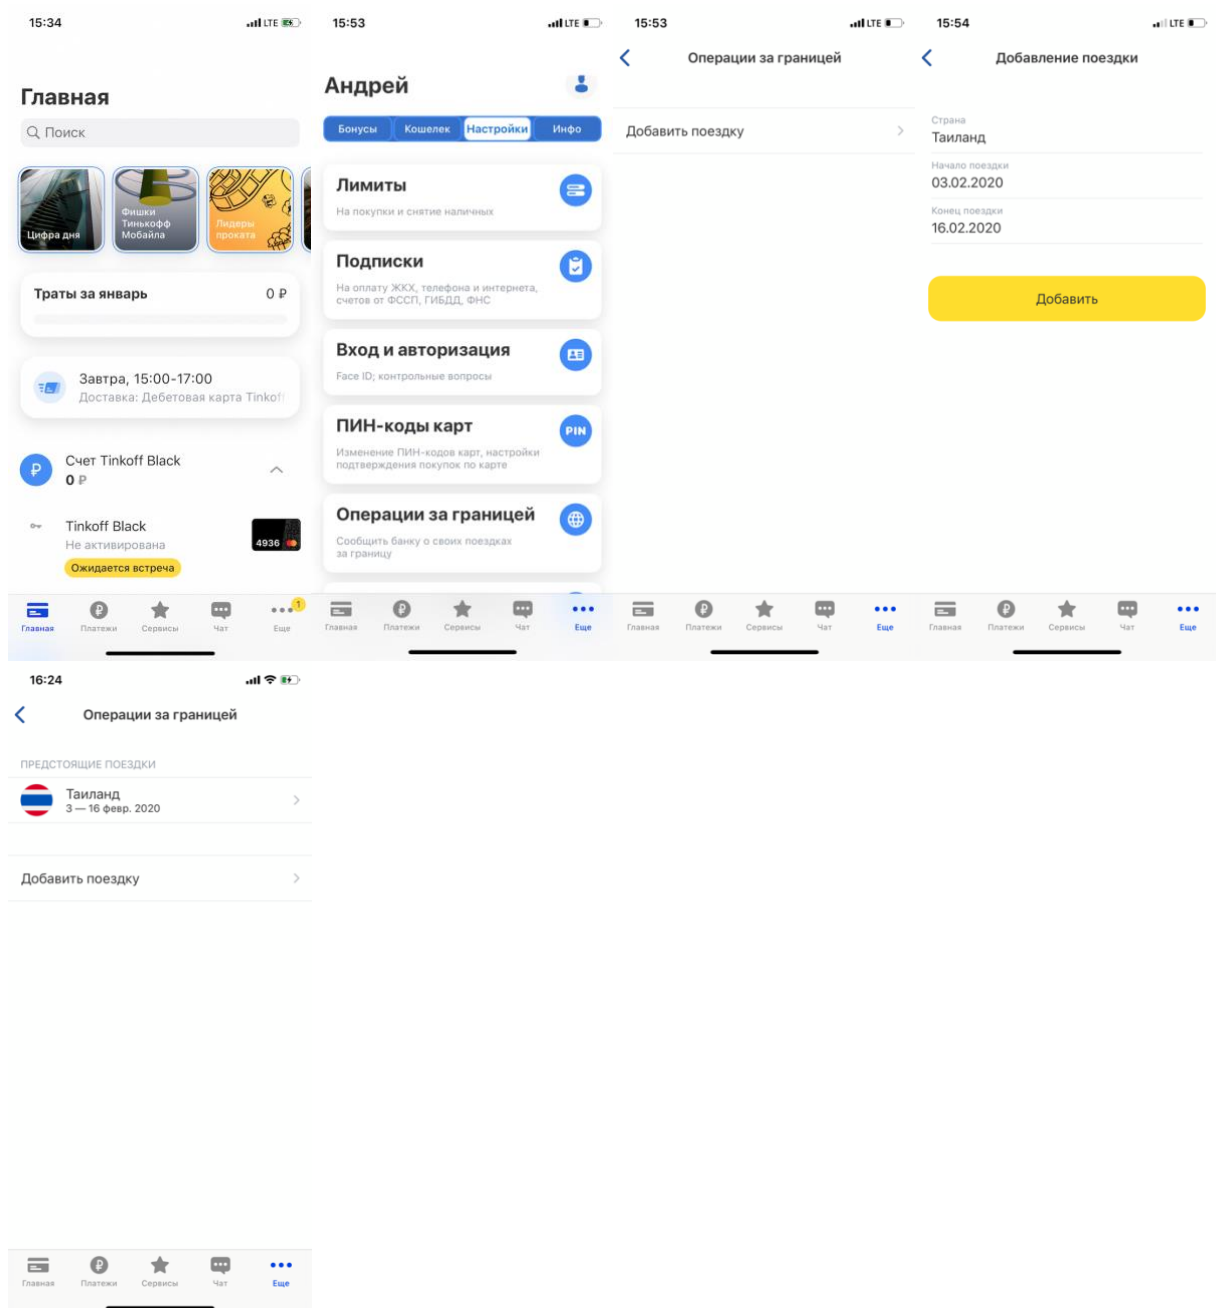 15:34
LTE
Главная
Поиск
Цифра дня
Фишки
Тинькофф
Мобайла
Лидеры
проката
Траты за январь
0 ₽
Завтра, 15:00-17:00
Доставка: Дебетовая карта Tinkoff
₽
Счет Tinkoff Black
0 ₽
Tinkoff Black
Не активирована
Ожидается встреча
4936
1
Главная
Платежи
Сервисы
Чат
Еще
15:53
LTE
Андрей
Бонусы
Кошелек
Настройки
Инфо
Лимиты
На покупки и снятие наличных
Подписки
На оплату ЖКХ, телефона и интернета,
счетов от ФССП, ГИБДД, ФНС
Вход и авторизация
Face ID; контрольные вопросы
ПИН-коды карт
PIN
Изменение ПИН-кодов карт, настройки
подтверждения покупок по карте
Операции за границей
Сообщить банку о своих поездках
за границу
Главная
Платежи
Сервисы
Чат
Еще
15:53
LTE
Операции за границей
Добавить поездку
Главная
Платежи
Сервисы
Чат
Еще
15:54
LTE
Добавление поездки
Страна
Таиланд
Начало поездки
03.02.2020
Конец поездки
16.02.2020
Добавить
Главная
Платежи
Сервисы
Чат
Еще
16:24
Операции за границей
ПРЕДСТОЯЩИЕ ПОЕЗДКИ
Таиланд
3 — 16 февр. 2020
Добавить поездку
Главная
Платежи
Сервисы
Чат
Еще